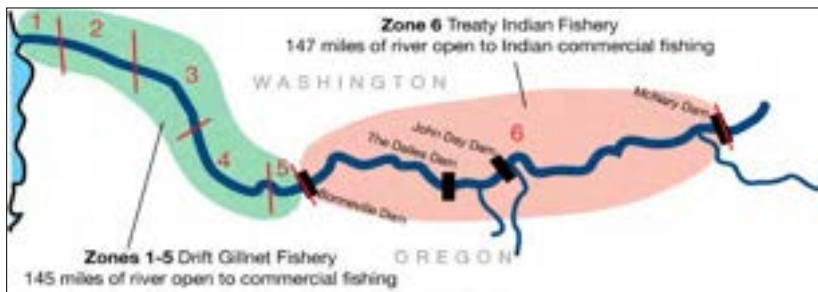 Zone 6 Treaty Indian Fishery
147 miles of river open to Indian commercial fishing
1
2
3
4
5
6
WASHINGTON
McNary Dam
John Day Dam
The Dalles Dam
Bonneville Dam
OREGON
Zones 1-5 Drift Gillnet Fishery
145 miles of river open to commercial fishing